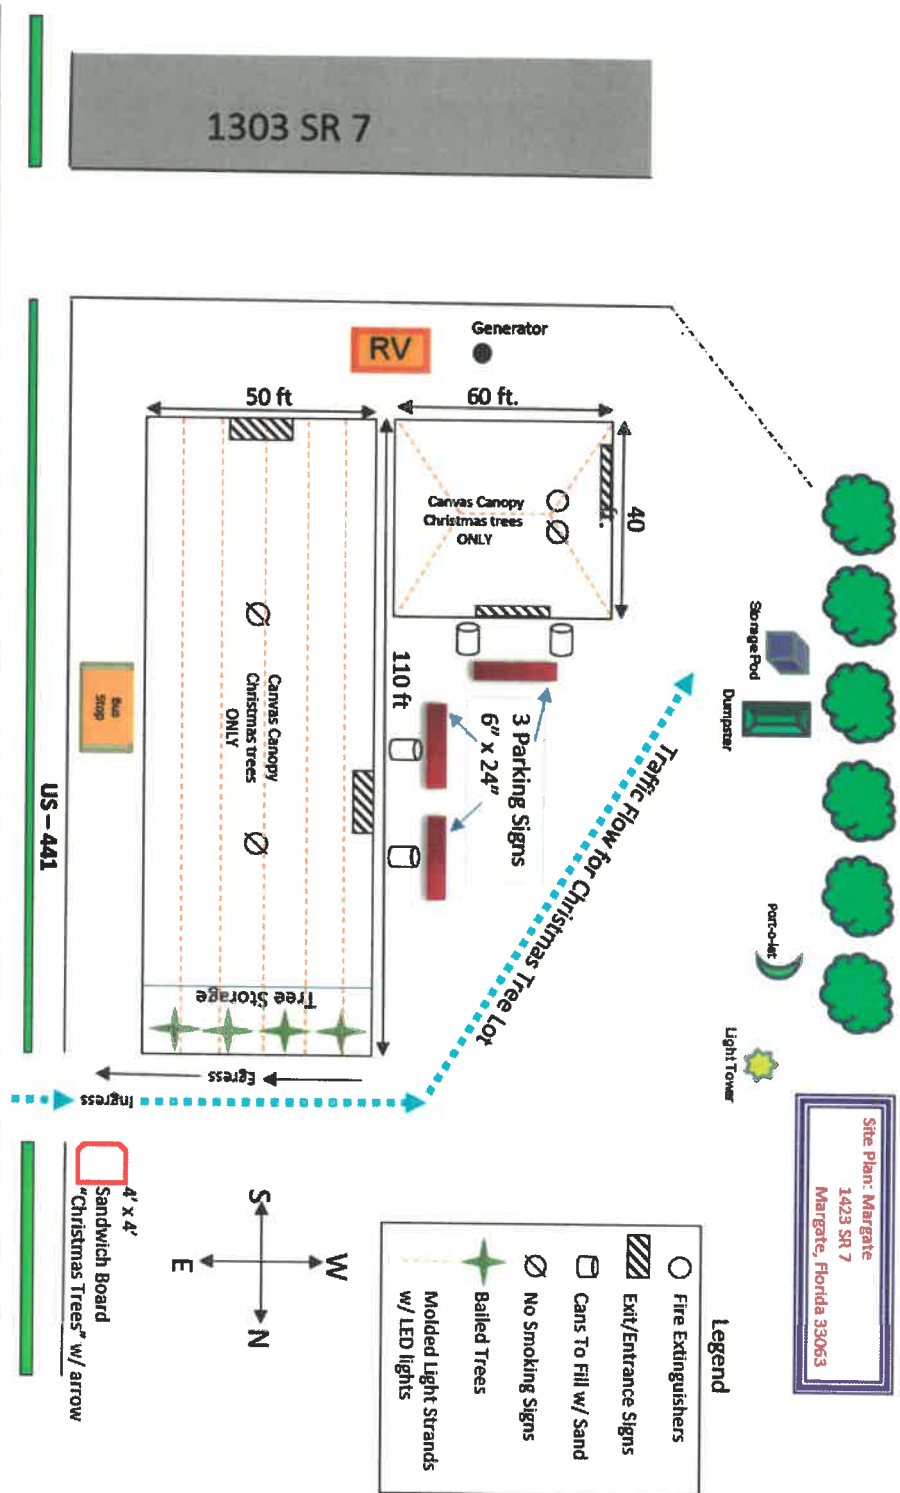 Site Plan: Margate
1423 SR 7
Margate, Florida 33063
1303 SR 7
Generator
RV
50 ft
60 ft.
40
ft.
Canvas Canopy
Christmas trees
ONLY
110 ft
Canvas Canopy
Christmas trees
ONLY
Tree Storage
3 Parking Signs
6" x 24"
Traffic Flow for Christmas Tree Lot
Storage Pod
Dumpster
Port-o-let
Light Tower
Bus
Stop
US – 441
Egress
Ingress
4' x 4'
Sandwich Board
"Christmas Trees" w/ arrow
S
W
E
N
Legend
Fire Extinguishers
Exit/Entrance Signs
Cans To Fill w/ Sand
No Smoking Signs
Bailed Trees
Molded Light Strands
w/ LED lights